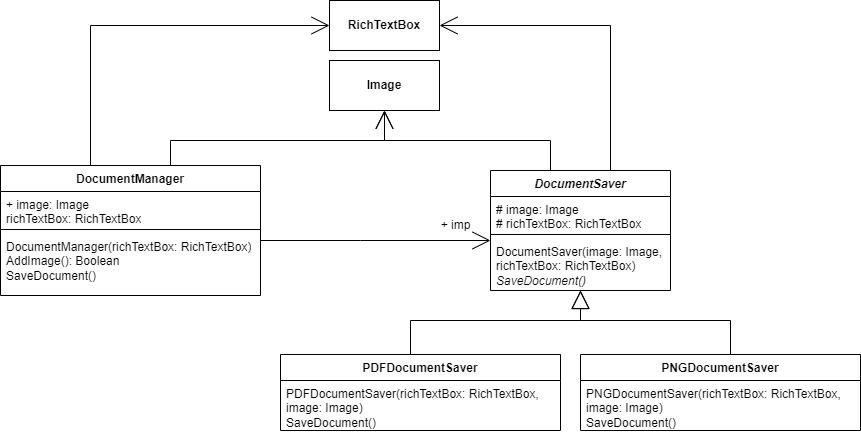 RichTextBox
Image
DocumentManager
+ image: Image
richTextBox: RichTextBox
DocumentManager(richTextBox: RichTextBox)
AddImage(): Boolean
SaveDocument()
+ imp
DocumentSaver
# image: Image
# richTextBox: RichTextBox
DocumentSaver(image: Image,
richTextBox: RichTextBox)
SaveDocument()
PDFDocumentSaver
PDFDocumentSaver(richTextBox: RichTextBox,
image: Image)
SaveDocument()
PNGDocumentSaver
PNGDocumentSaver(richTextBox: RichTextBox,
image: Image)
SaveDocument()